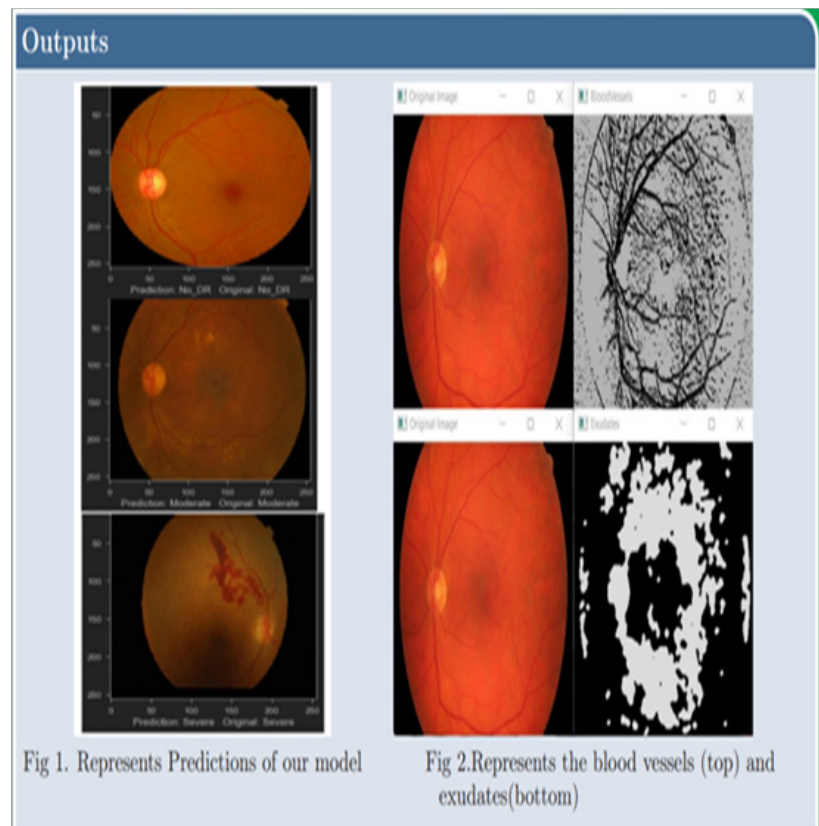 Outputs
50
100
150
200
250
0 50 100 150 200 250
Prediction: No_DR Original: No_DR
50
100
150
200
250
0 50 100 150 200 250
Prediction: Moderate Original: Moderate
50
100
150
200
250
0 50 100 150 200 250
Prediction: Severe Original: Severe
Fig 1. Represents Predictions of our model
Original Image
BloodVessels
Original Image
Exudates
Fig 2.Represents the blood vessels (top) and
exudates(bottom)